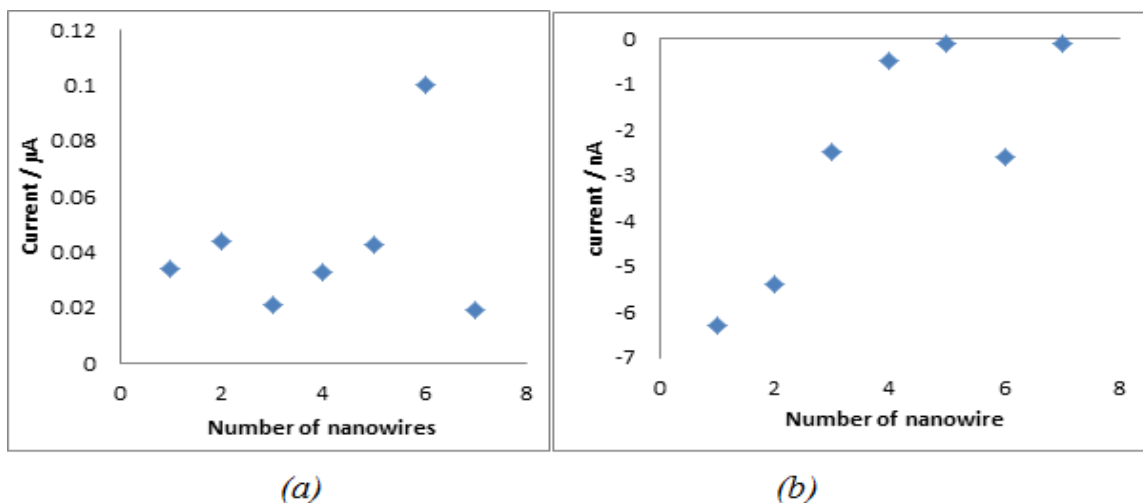 0.12
0.1
0.08
0.06
0.04
0.02
0
Current / µA
0 2 4 6 8
Number of nanowires
(a)
0
-1
-2
-3
-4
-5
-6
-7
current / nA
0 2 4 6 8
Number of nanowire
(b)